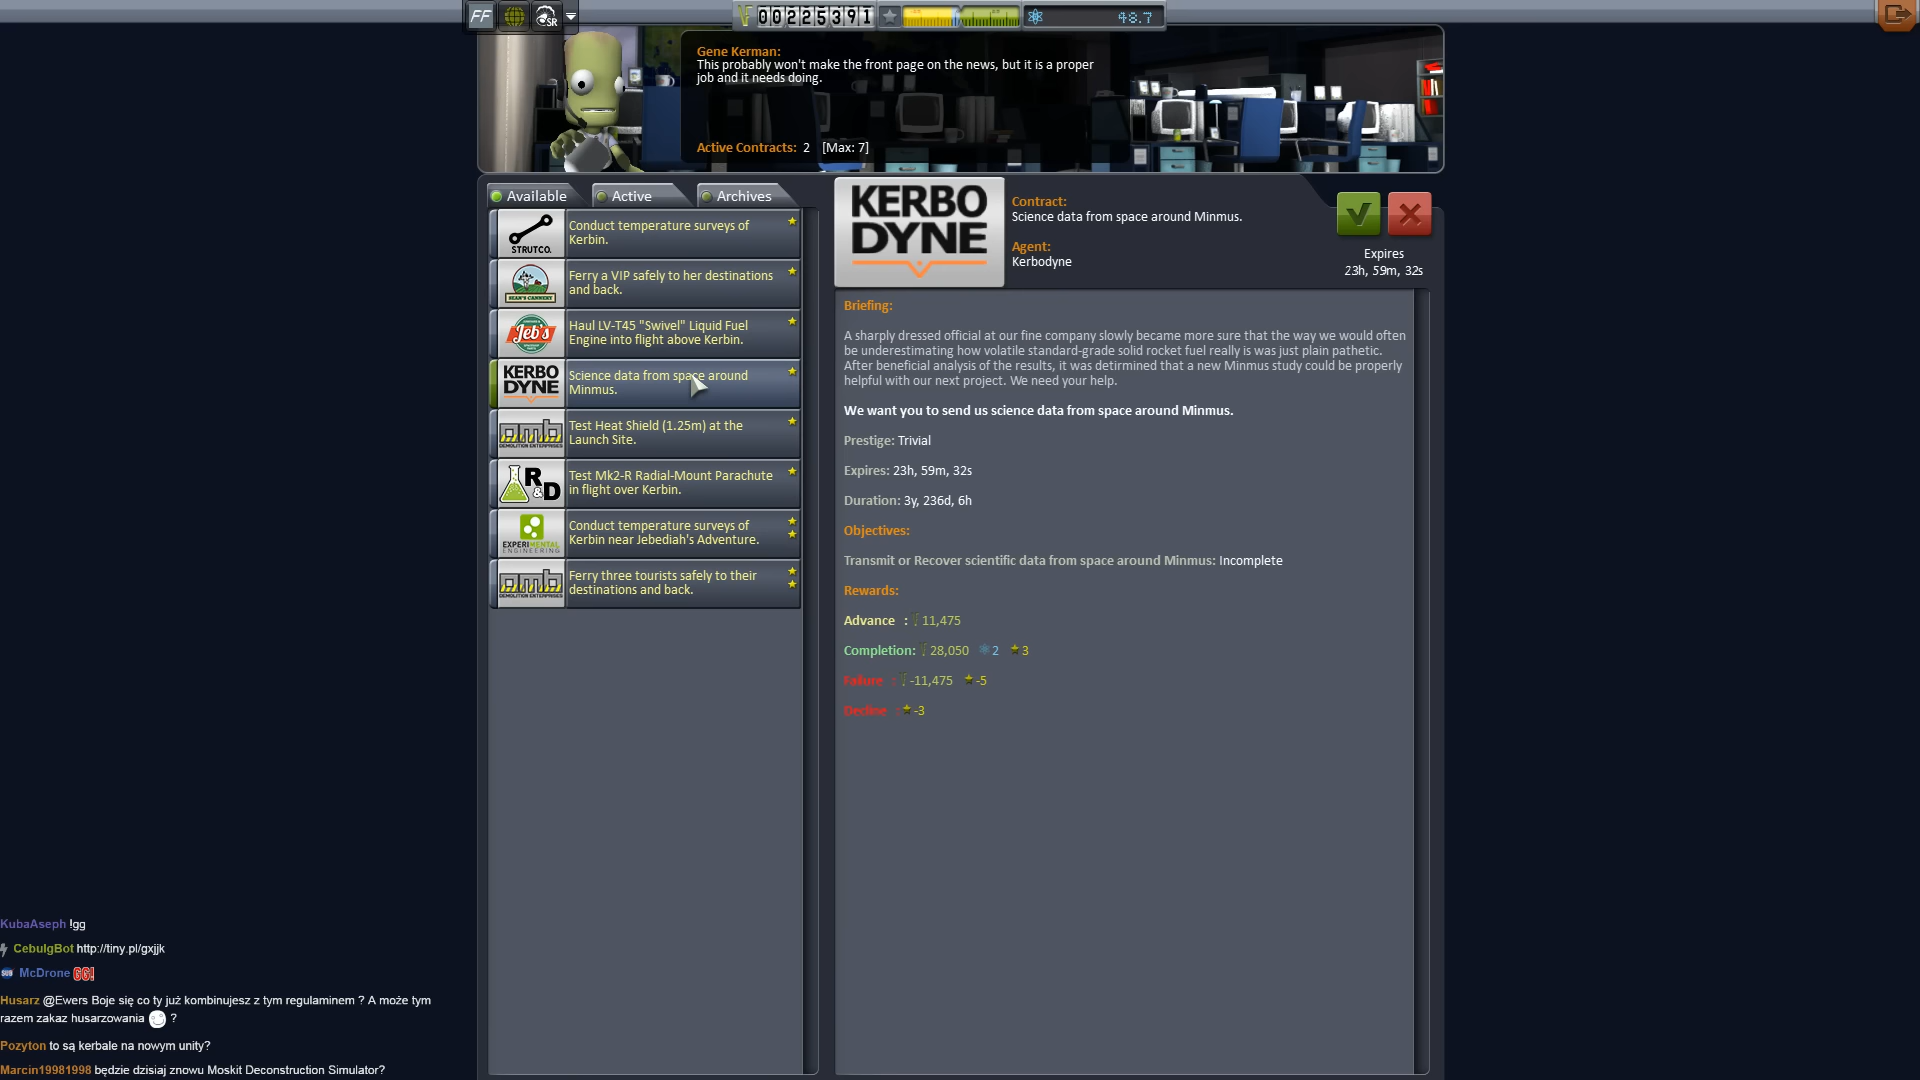 FF
SR
00225391
48.7
Gene Kerman:
This probably won't make the front page on the news, but it is a proper
job and it needs doing.
Active Contracts: 2 [Max: 7]
Available
Active
Archives
STRUTCO.
Conduct temperature surveys of
Kerbin.
SEAN'S CANNERY
Ferry a VIP safely to her destinations
and back.
Jeb's
Haul LV-T45 "Swivel" Liquid Fuel
Engine into flight above Kerbin.
KERBO
DYNE
Science data from space around
Minmus.
DEMOLITION ENTERPRISES
Test Heat Shield (1.25m) at the
Launch Site.
R&D
Test Mk2-R Radial-Mount Parachute
in flight over Kerbin.
EXPERIMENTAL
ENGINEERING
Conduct temperature surveys of
Kerbin near Jebediah's Adventure.
DEMOLITION ENTERPRISES
Ferry three tourists safely to their
destinations and back.
KERBO
DYNE
Contract:
Science data from space around Minmus.
Agent:
Kerbodyne
Expires
23h, 59m, 32s
Briefing:
A sharply dressed official at our fine company slowly became more sure that the way we would often
be underestimating how volatile standard-grade solid rocket fuel really is was just plain pathetic.
After beneficial analysis of the results, it was detirmined that a new Minmus study could be properly
helpful with our next project. We need your help.
We want you to send us science data from space around Minmus.
Prestige: Trivial
Expires: 23h, 59m, 32s
Duration: 3y, 236d, 6h
Objectives:
Transmit or Recover scientific data from space around Minmus: Incomplete
Rewards:
Advance : 11,475
Completion: 28,050 2 3
Failure : -11,475 -5
Decline : -3
KubaAseph !gg
CebulgBot http://tiny.pl/gxjjk
SUB McDrone GG!
Husarz @Ewers Boje się co ty już kombinujesz z tym regulaminem ? A może tym
razem zakaz husarzowania ?
Pozyton to są kerbale na nowym unity?
Marcin19981998 będzie dzisiaj znowu Moskit Deconstruction Simulator?